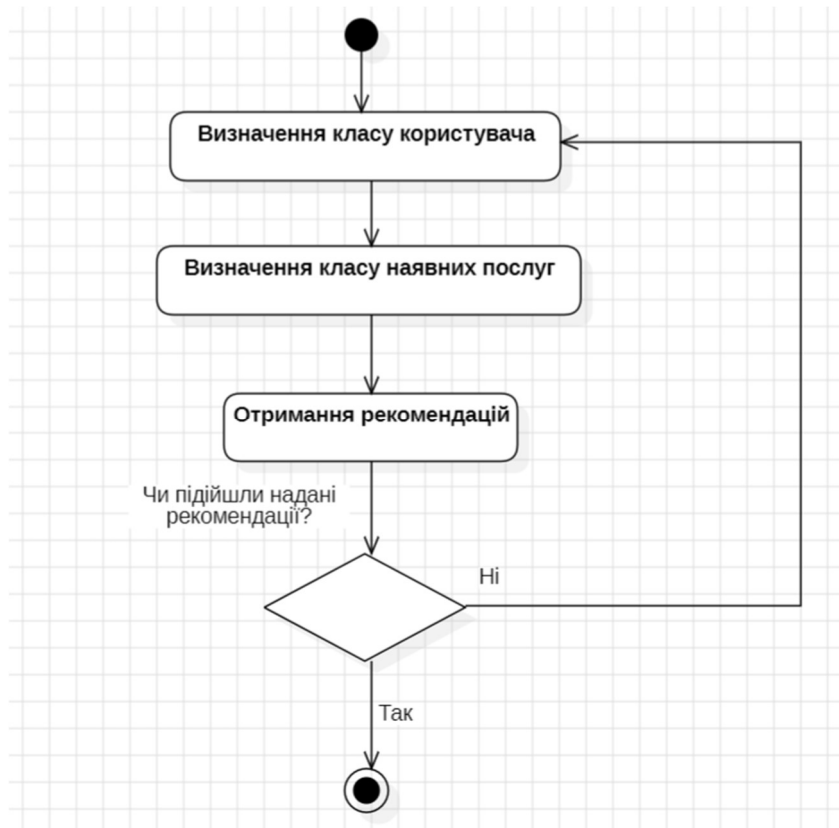 Визначення класу користувача
Визначення класу наявних послуг
Отримання рекомендацій
Чи підійшли надані
рекомендації?
Ні
Так